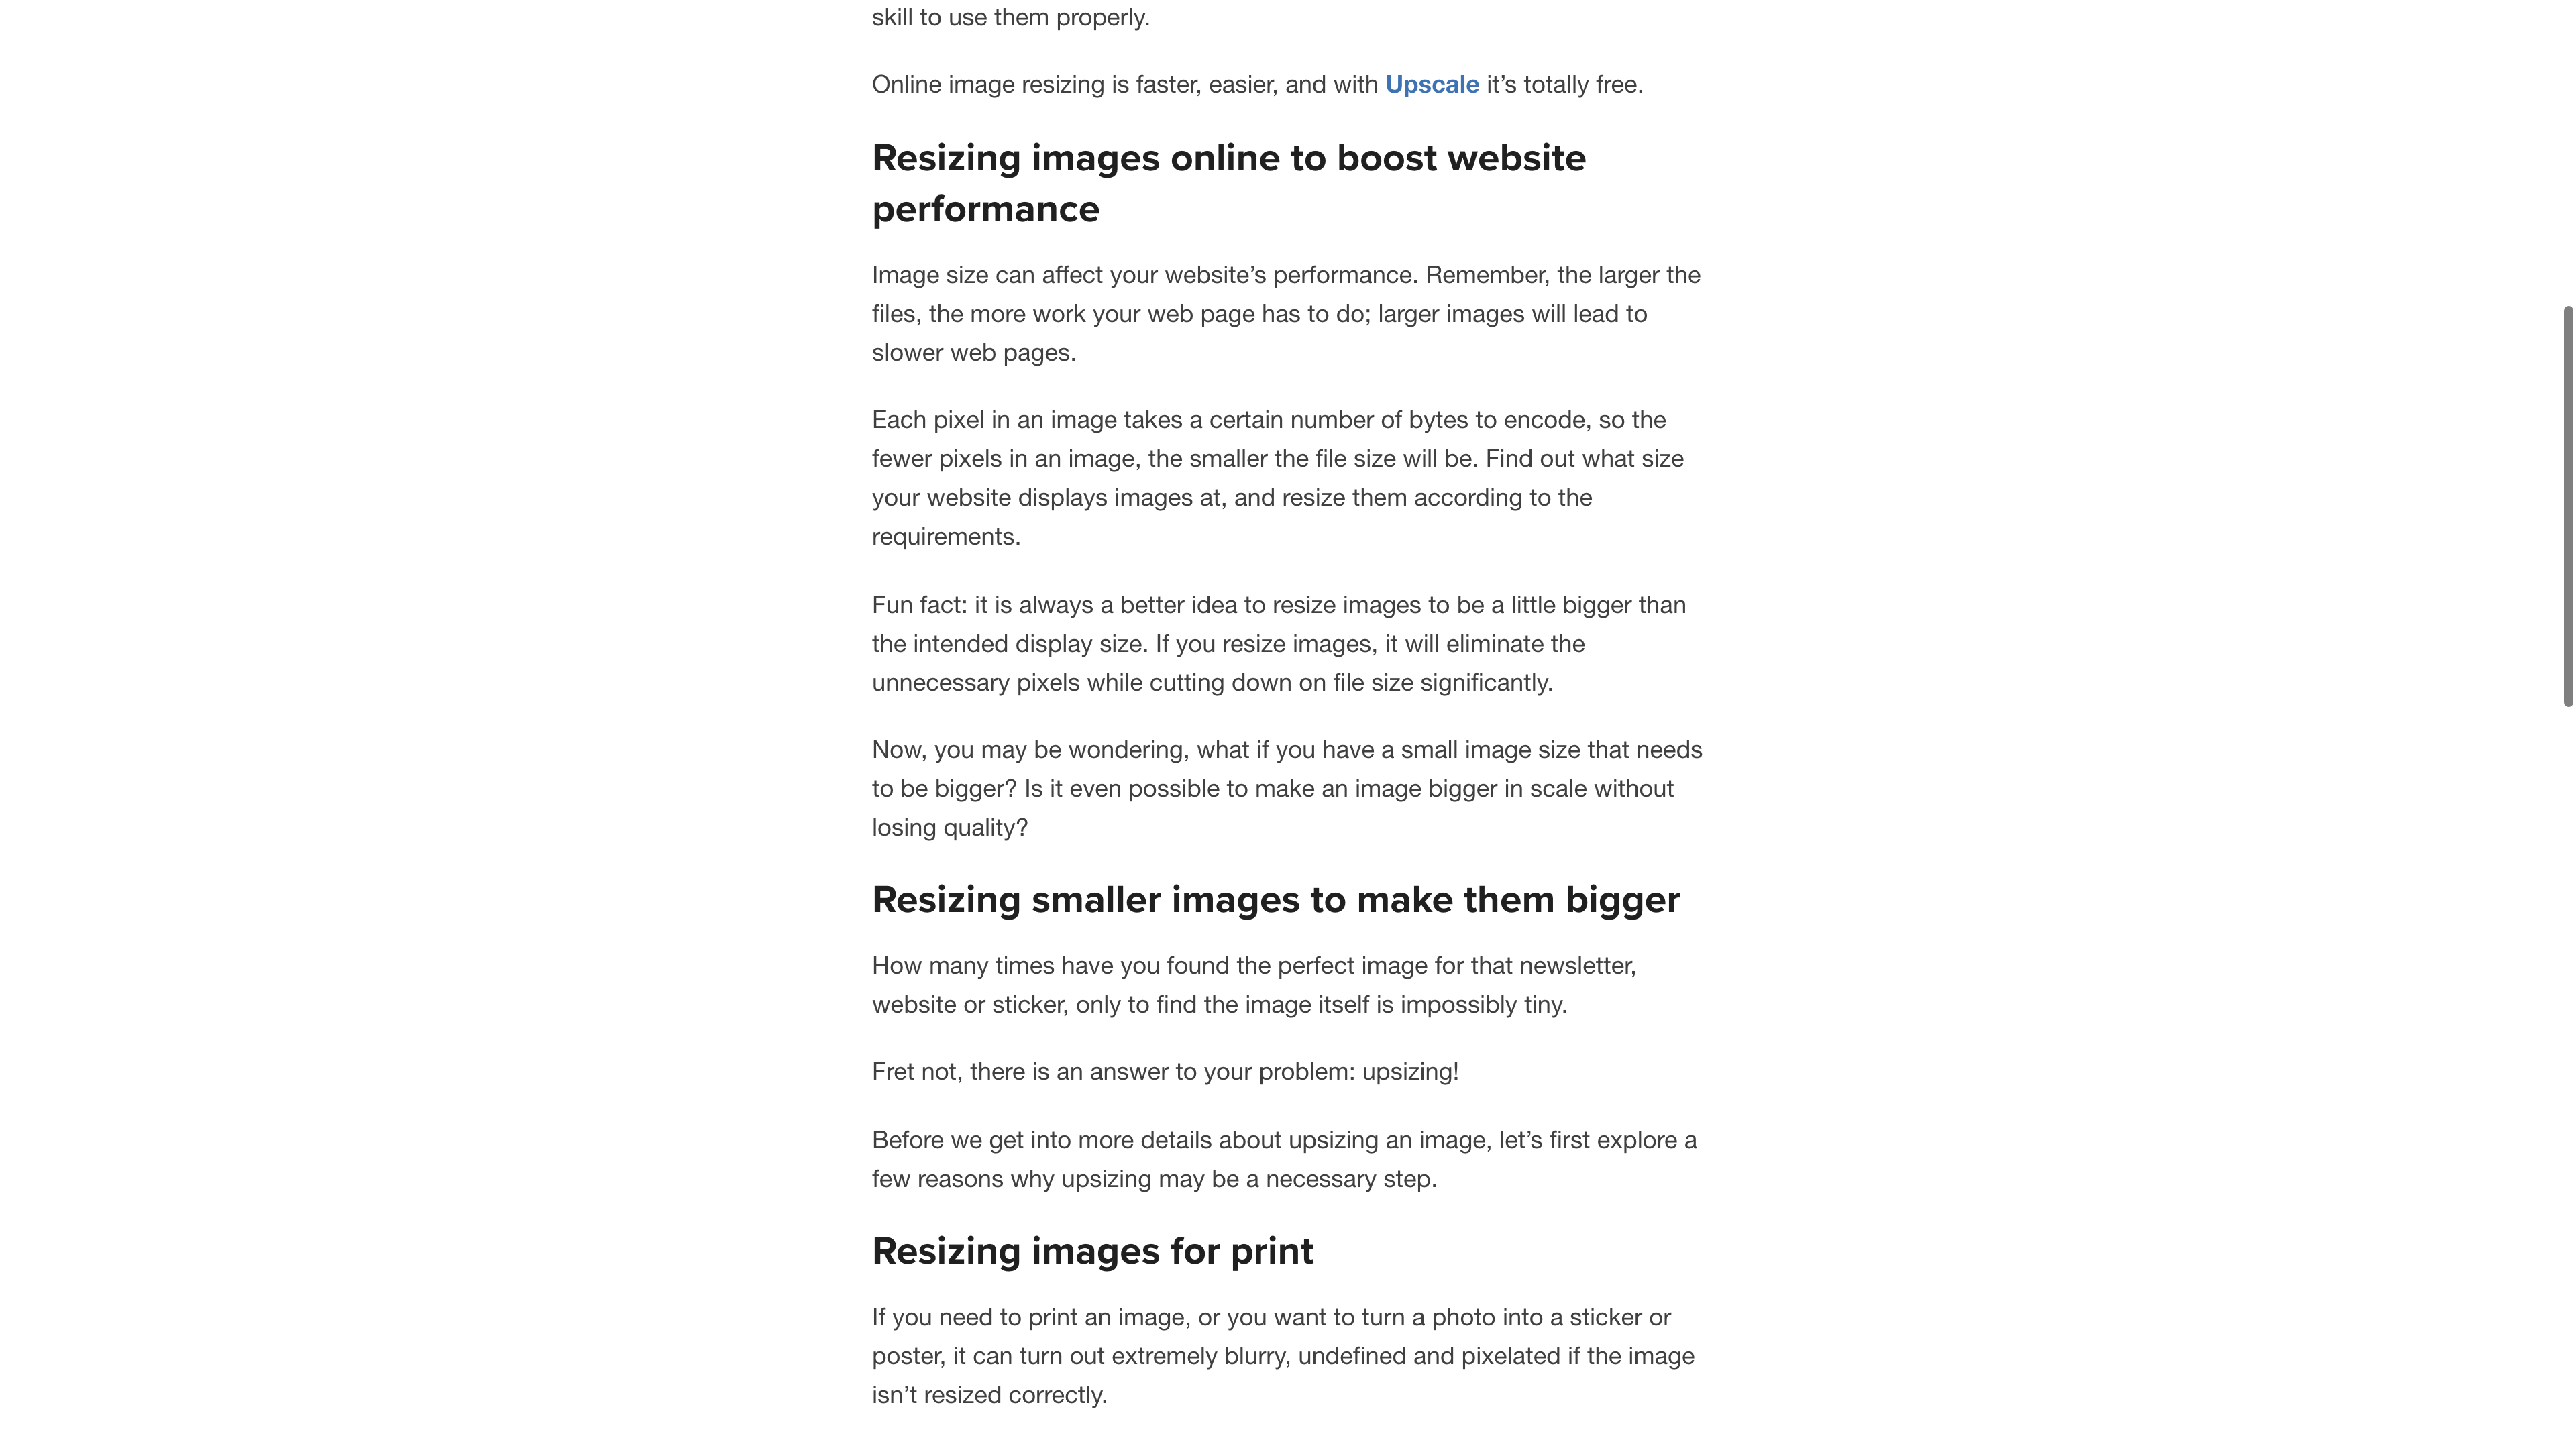 skill to use them properly.
Online image resizing is faster, easier, and with Upscale it’s totally free.
Resizing images online to boost website
performance
Image size can affect your website’s performance. Remember, the larger the
files, the more work your web page has to do; larger images will lead to
slower web pages.
Each pixel in an image takes a certain number of bytes to encode, so the
fewer pixels in an image, the smaller the file size will be. Find out what size
your website displays images at, and resize them according to the
requirements.
Fun fact: it is always a better idea to resize images to be a little bigger than
the intended display size. If you resize images, it will eliminate the
unnecessary pixels while cutting down on file size significantly.
Now, you may be wondering, what if you have a small image size that needs
to be bigger? Is it even possible to make an image bigger in scale without
losing quality?
Resizing smaller images to make them bigger
How many times have you found the perfect image for that newsletter,
website or sticker, only to find the image itself is impossibly tiny.
Fret not, there is an answer to your problem: upsizing!
Before we get into more details about upsizing an image, let’s first explore a
few reasons why upsizing may be a necessary step.
Resizing images for print
If you need to print an image, or you want to turn a photo into a sticker or
poster, it can turn out extremely blurry, undefined and pixelated if the image
isn’t resized correctly.